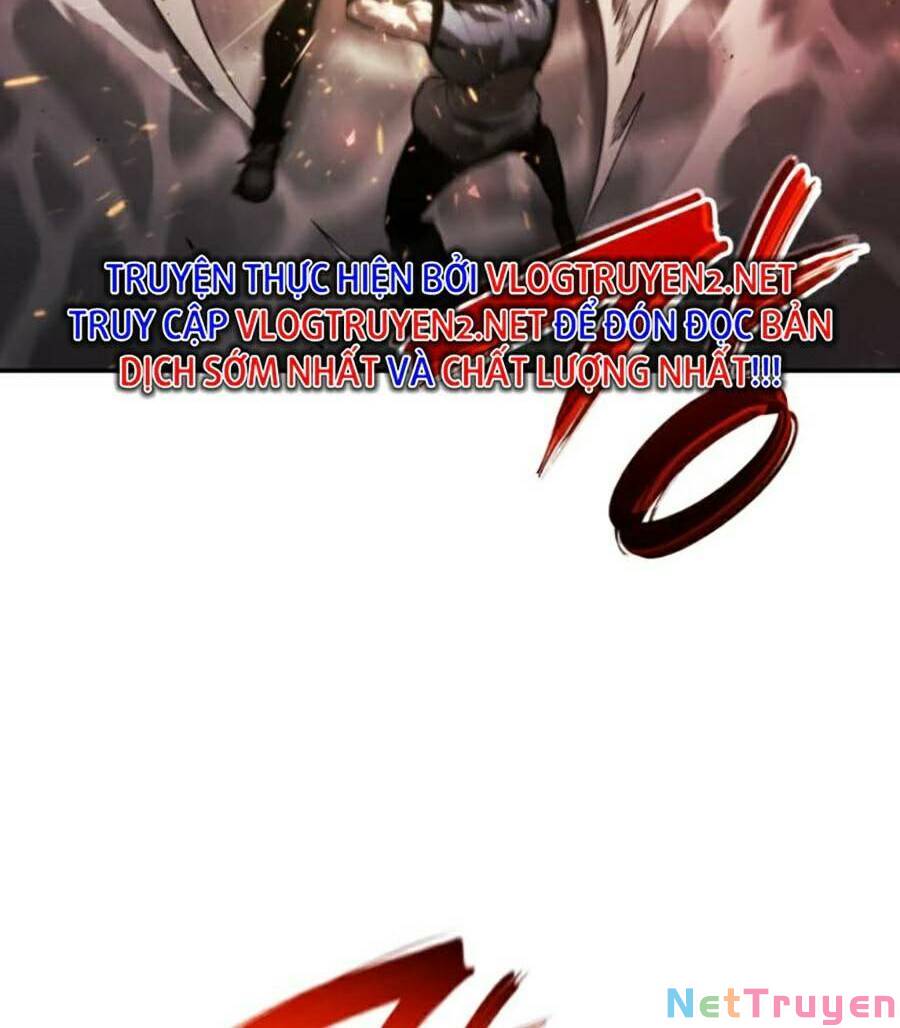 TRUYỆN THỰC HIỆN BỞI VLOGTRUYEN2.NET
TRUY CẬP VLOGTRUYEN2.NET ĐỂ ĐÓN ĐỌC BẢN
DỊCH SỚM NHẤT VÀ CHẤT LƯỢNG NHẤT!!!
NetTruyen